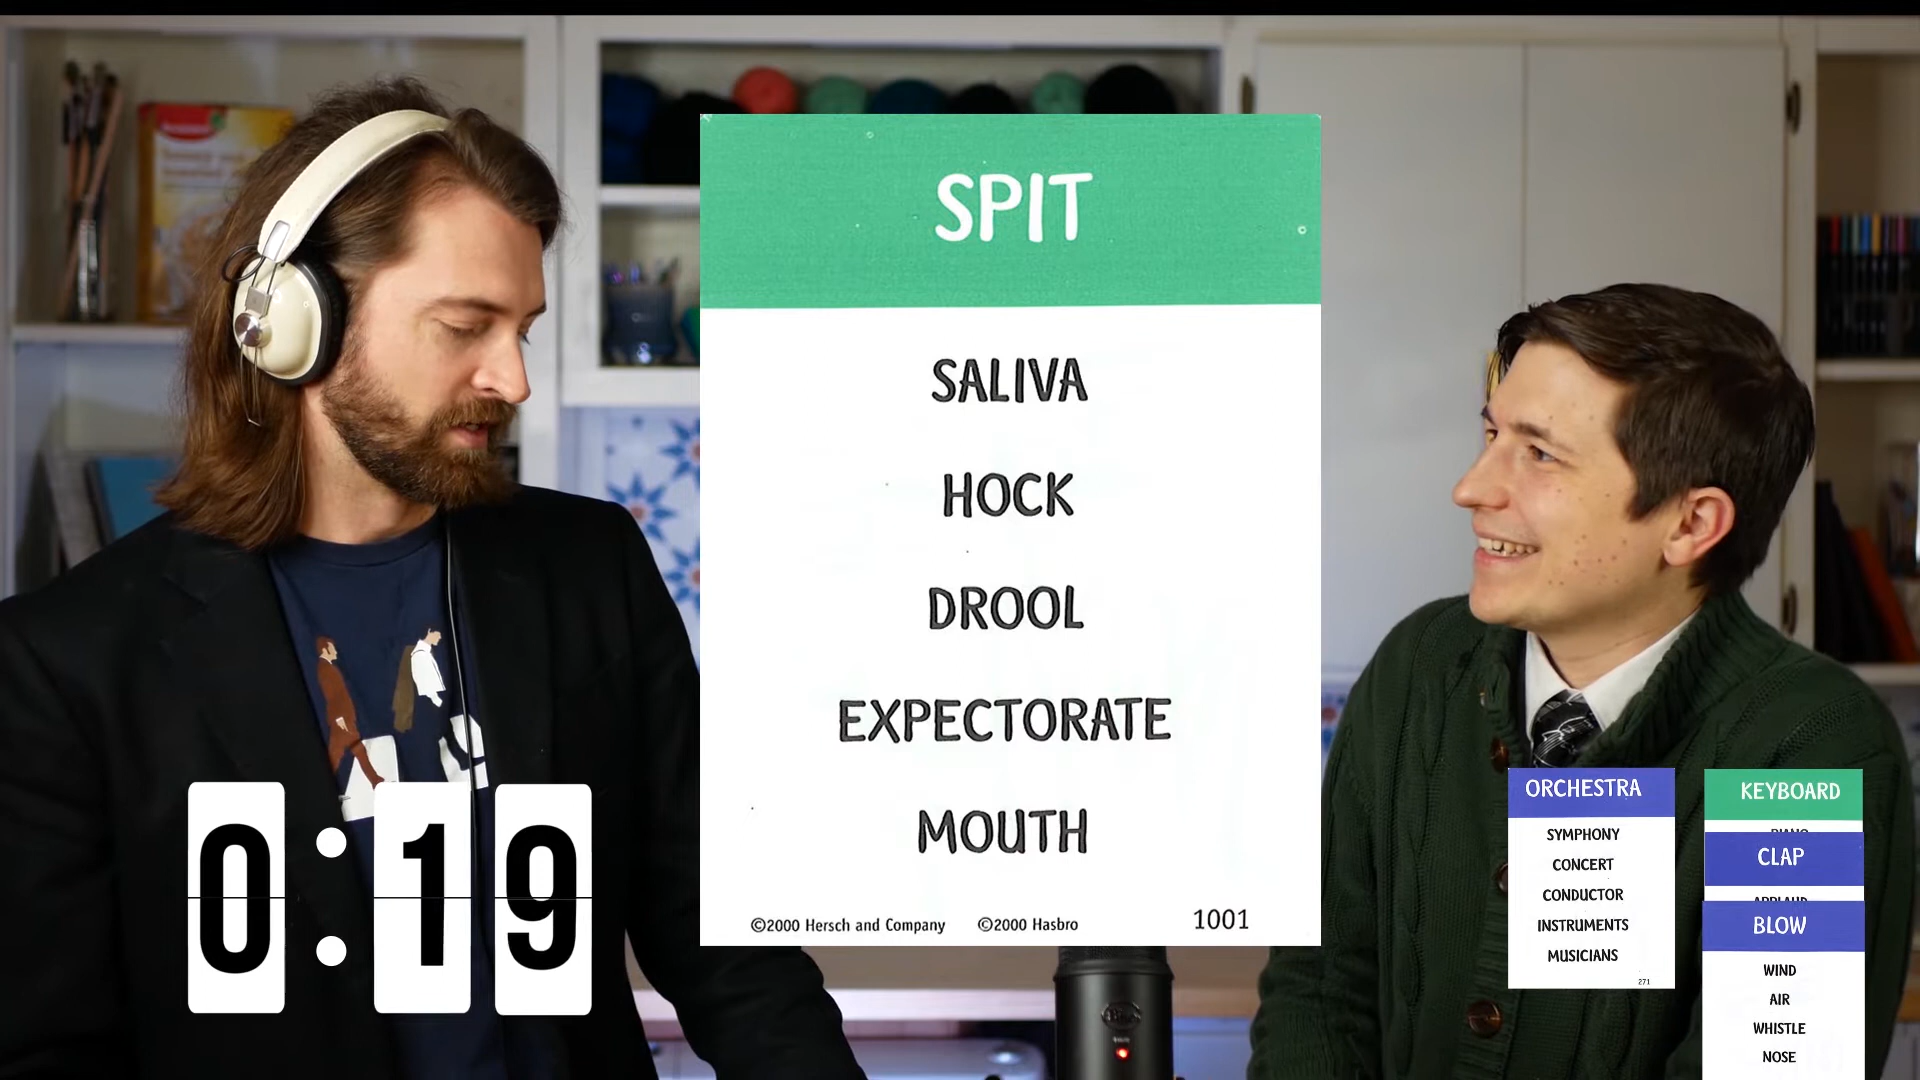 SPIT
SALIVA
HOCK
DROOL
EXPECTORATE
MOUTH
©2000 Hersch and Company ©2000 Hasbro 1001
0:19
ORCHESTRA
SYMPHONY
CONCERT
CONDUCTOR
INSTRUMENTS
MUSICIANS
271
KEYBOARD
CLAP
BLOW
WIND
AIR
WHISTLE
NOSE